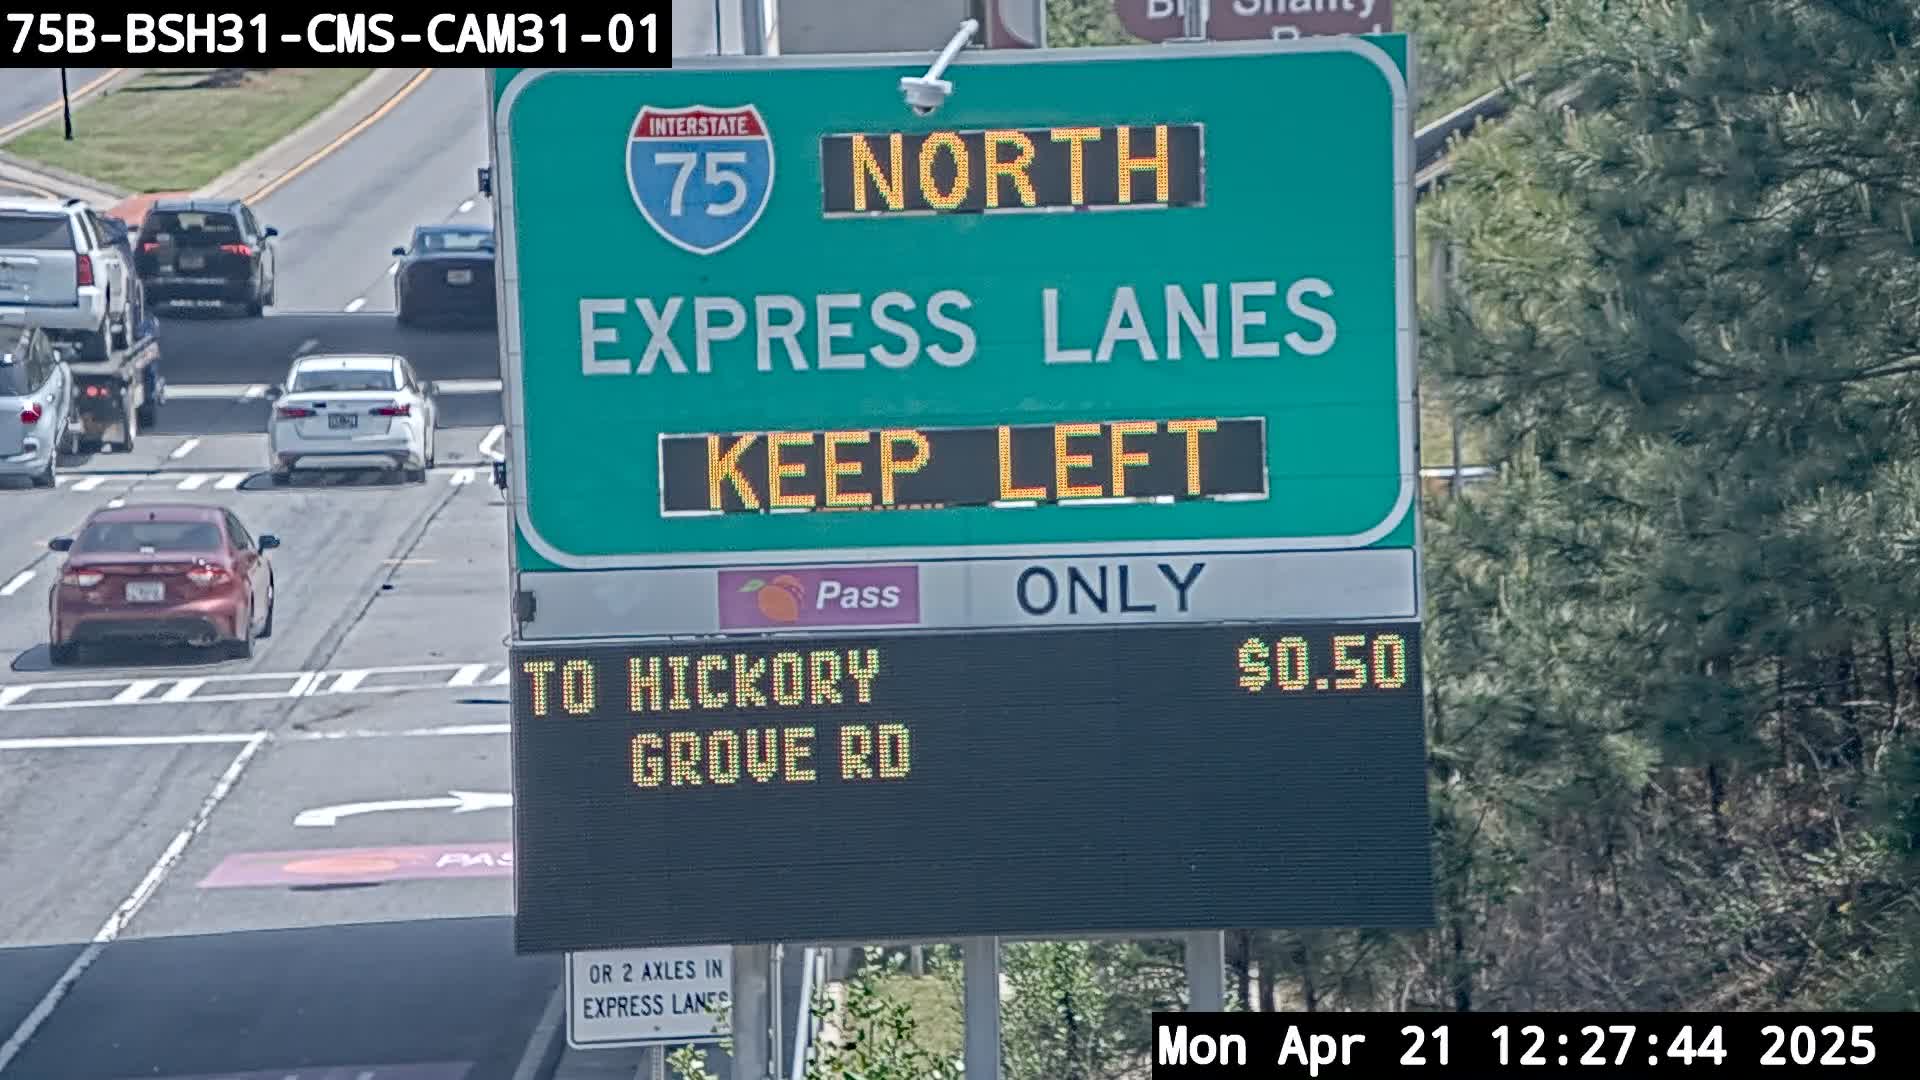 75B-BSH31-CMS-CAM31-01
Shanty
INTERSTATE
75
NORTH
EXPRESS LANES
KEEP LEFT
Pass ONLY
TO HICKORY $0.50
GROVE RD
OR 2 AXLES IN
EXPRESS LANES
Mon Apr 21 12:27:44 2025